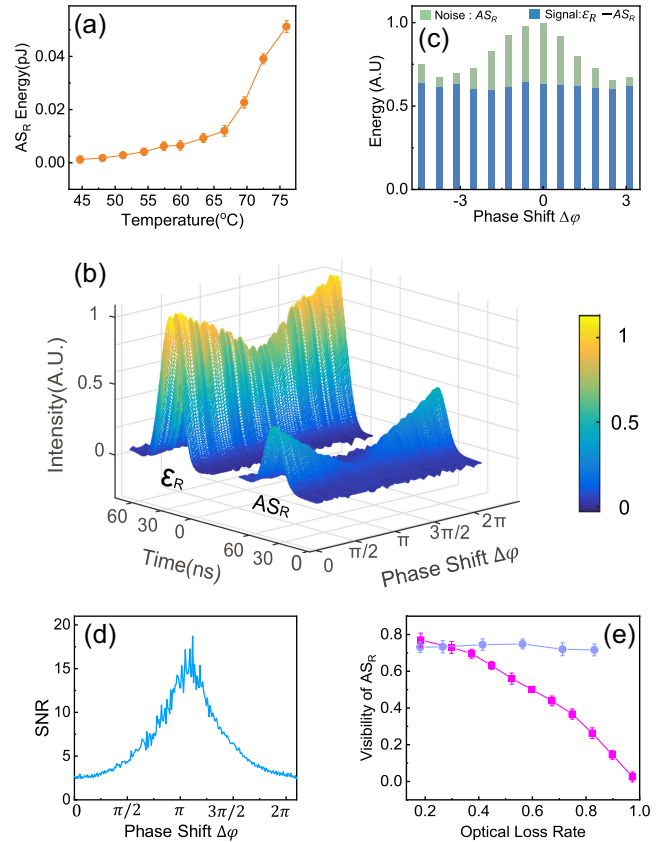 (a)
AS_R Energy(pJ)
0.04
0.02
0.00
45 50 55 60 65 70 75
Temperature(°C)
Noise : AS_R Signal:ε_R −AS_R
(c)
Energy (A.U)
1.0
0.5
0.0
-3 0 3
Phase Shift Δφ
(b)
Intensity(A.U.)
1
0.5
0
ε_R
AS_R
60 30 0 60 30 0
Time(ns)
0 π/2 π 3π/2 2π
Phase Shift Δφ
1
0.5
0
(d)
SNR
20
15
10
5
0
0 π/2 π 3π/2 2π
Phase Shift Δφ
(e)
Visibility of AS_R
0.8
0.6
0.4
0.2
0.0
0.2 0.4 0.6 0.8 1.0
Optical Loss Rate